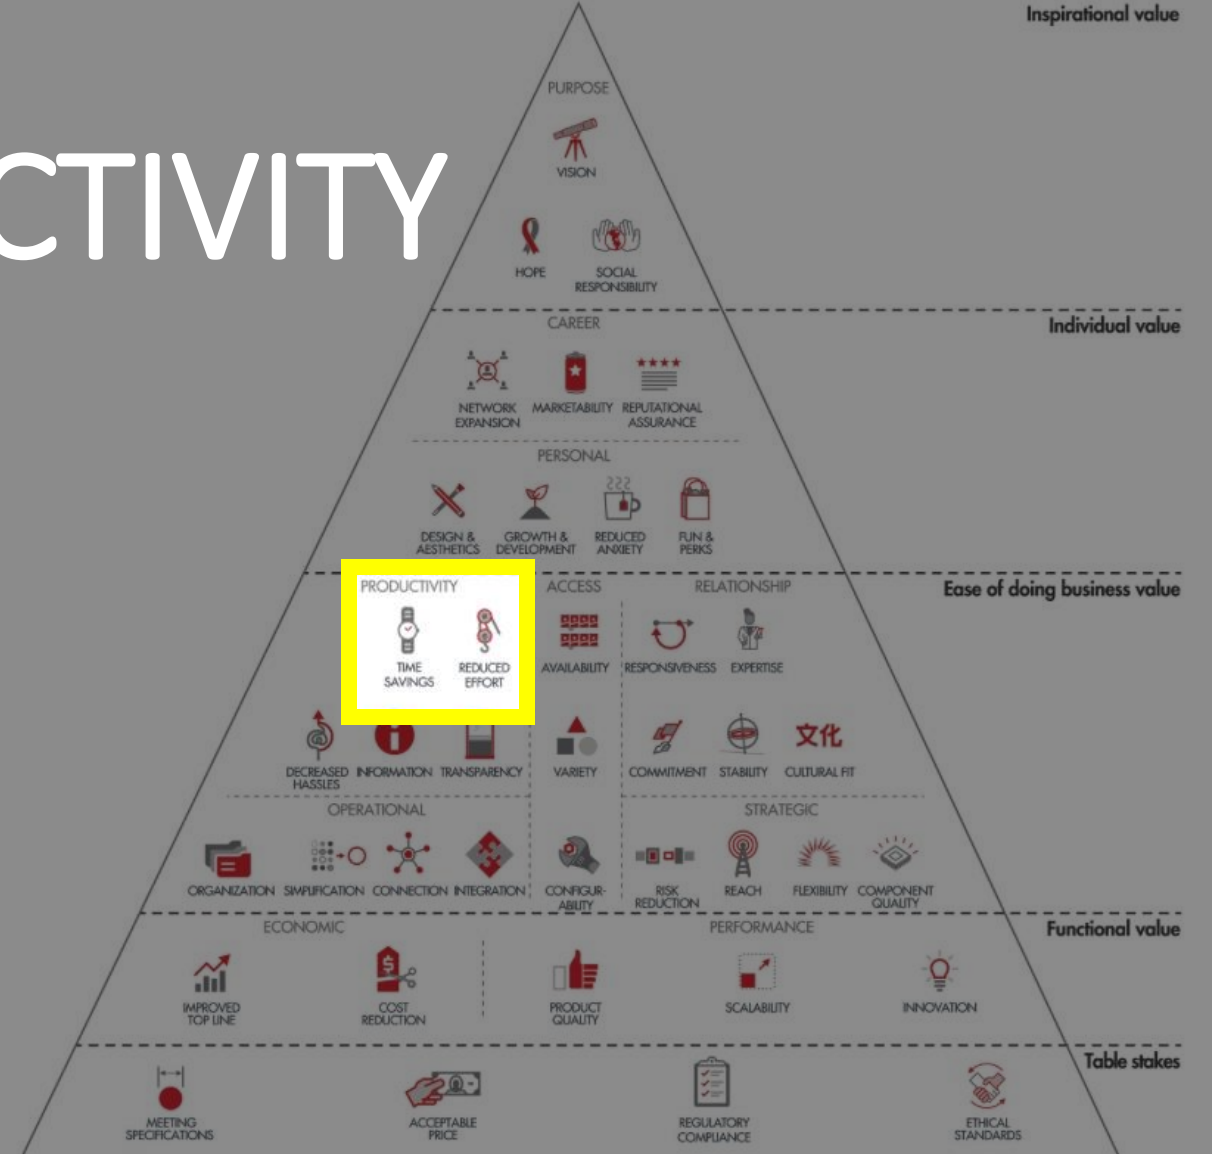 Inspirational value
PURPOSE
CTIVITY
VISION
HOPE
SOCIAL
RESPONSIBILITY
Individual value
CAREER
NETWORK
EXPANSION
MARKETABILITY
REPUTATIONAL
ASSURANCE
PERSONAL
DESIGN &
AESTHETICS
GROWTH &
DEVELOPMENT
REDUCED
ANXIETY
FUN &
PERKS
Ease of doing business value
PRODUCTIVITY
TIME
SAVINGS
REDUCED
EFFORT
ACCESS
AVAILABILITY
RELATIONSHIP
RESPONSIVENESS
EXPERTISE
DECREASED
HASSLES
INFORMATION
TRANSPARENCY
VARIETY
COMMITMENT
STABILITY
文化
CULTURAL FIT
OPERATIONAL
ORGANIZATION
SIMPLIFICATION
CONNECTION
INTEGRATION
CONFIGUR-
ABILITY
STRATEGIC
RISK
REDUCTION
REACH
FLEXIBILITY
COMPONENT
QUALITY
Functional value
ECONOMIC
IMPROVED
TOP LINE
$
COST
REDUCTION
PERFORMANCE
PRODUCT
QUALITY
SCALABILITY
INNOVATION
Table stakes
MEETING
SPECIFICATIONS
ACCEPTABLE
PRICE
REGULATORY
COMPLIANCE
ETHICAL
STANDARDS